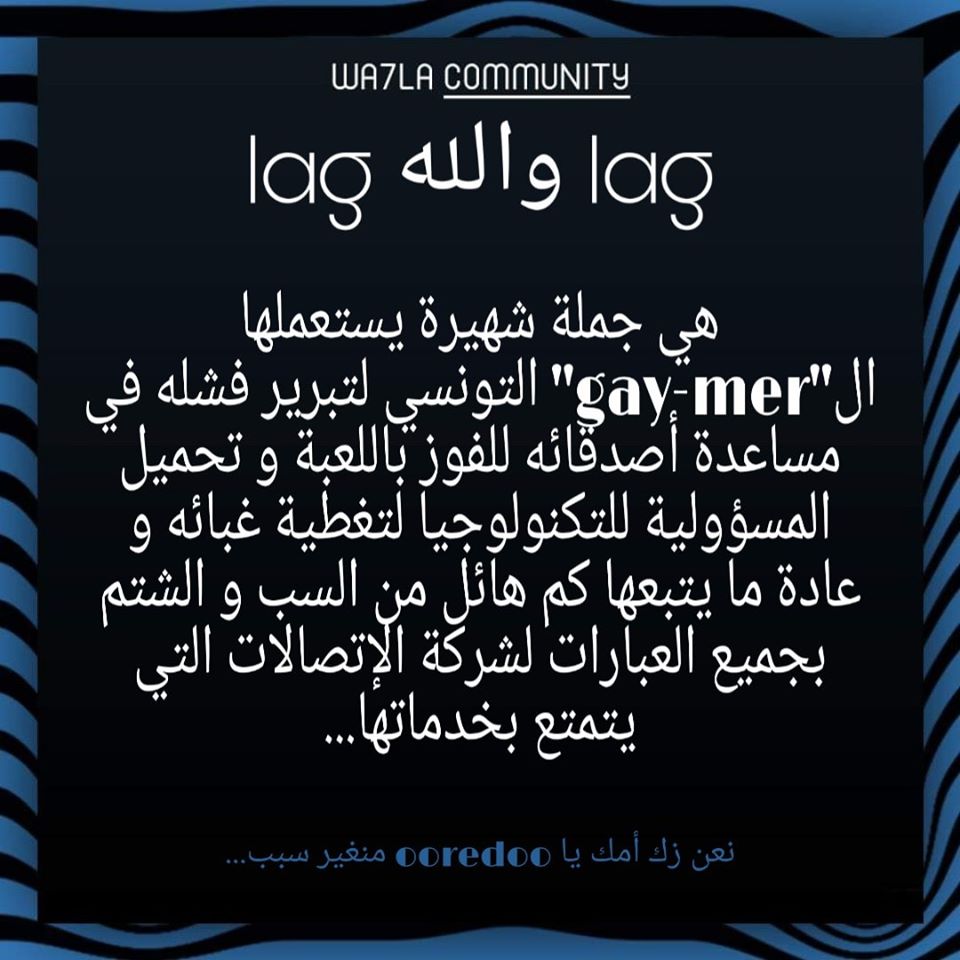 WA7LA COMMUNITY
lag والله lag
هي جملة شهيرة يستعملها
ال"gay-mer" التونسي لتبرير فشله في
مساعدة أصدقائه للفوز باللعبة و تحميل
المسؤولية للتكنولوجيا لتغطية غبائه و
عادة ما يتبعها كم هائل من السب و الشتم
بجميع العبارات لشركة الإتصالات التي
يتمتع بخدماتها...
نعن زك أمك يا ooredoo منغير سبب...